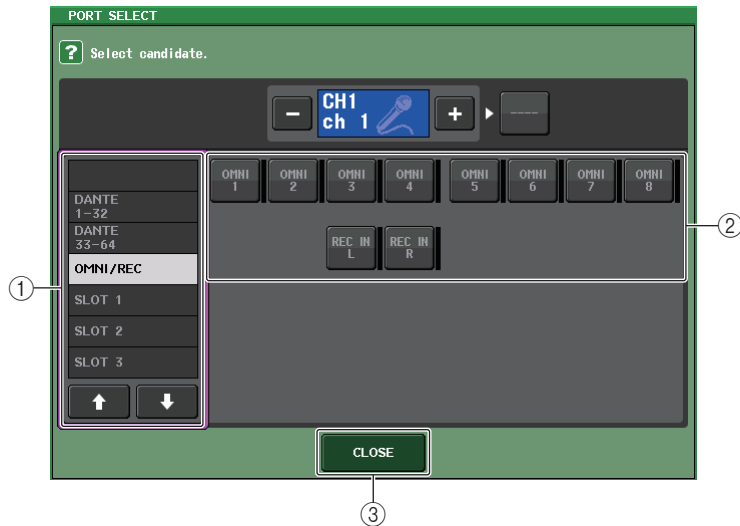 PORT SELECT
? Select candidate.
− CH1 + ----
ch 1
DANTE
1-32
DANTE
33-64
OMNI/REC
SLOT 1
SLOT 2
SLOT 3
OMNI
1
OMNI
2
OMNI
3
OMNI
4
OMNI
5
OMNI
6
OMNI
7
OMNI
8
REC IN
L
REC IN
R
CLOSE
1
2
3